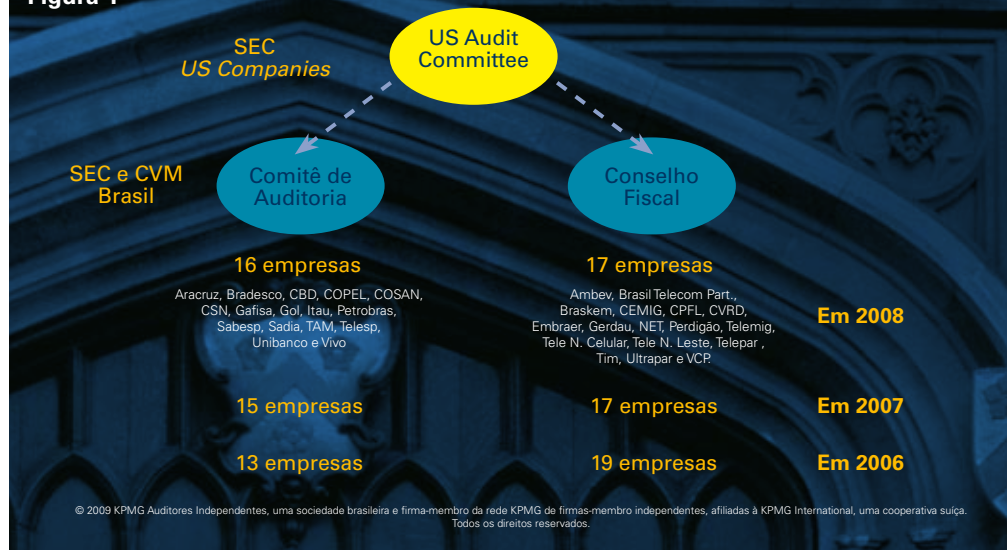 Figura 1
SEC
US Companies
US Audit
Committee
SEC e CVM
Brasil
Comitê de
Auditoria
Conselho
Fiscal
16 empresas
Aracruz, Bradesco, CBD, COPEL, COSAN,
CSN, Gafisa, Gol, Itau, Petrobras,
Sabesp, Sadia, TAM, Telesp,
Unibanco e Vivo
17 empresas
Ambev, Brasil Telecom Part.,
Braskem, CEMIG, CPFL, CVRD,
Embraer, Gerdau, NET, Perdigão, Telemig,
Tele N. Celular, Tele N. Leste, Telepar ,
Tim, Ultrapar e VCP.
Em 2008
15 empresas
17 empresas
Em 2007
13 empresas
19 empresas
Em 2006
© 2009 KPMG Auditores Independentes, uma sociedade brasileira e firma-membro da rede KPMG de firmas-membro independentes, afiliadas à KPMG International, uma cooperativa suíça.
Todos os direitos reservados.